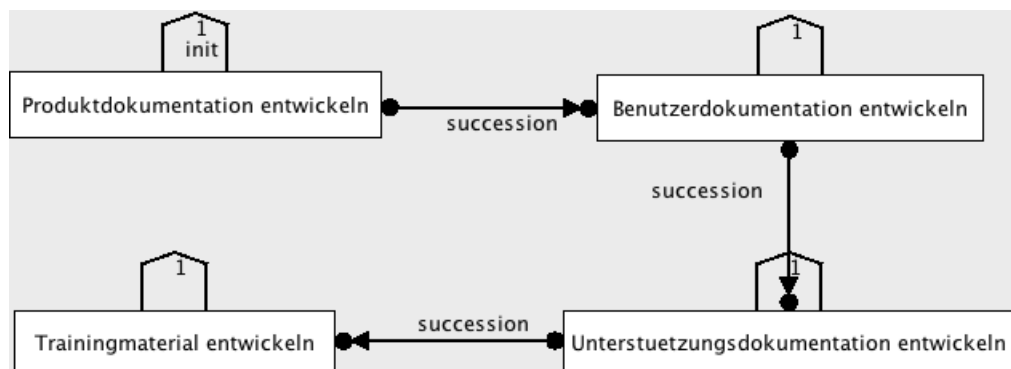 1
init
1
Produktdokumentation entwickeln
Benutzerdokumentation entwickeln
succession
succession
1
1
Trainingmaterial entwickeln
succession
Unterstuetzungsdokumentation entwickeln